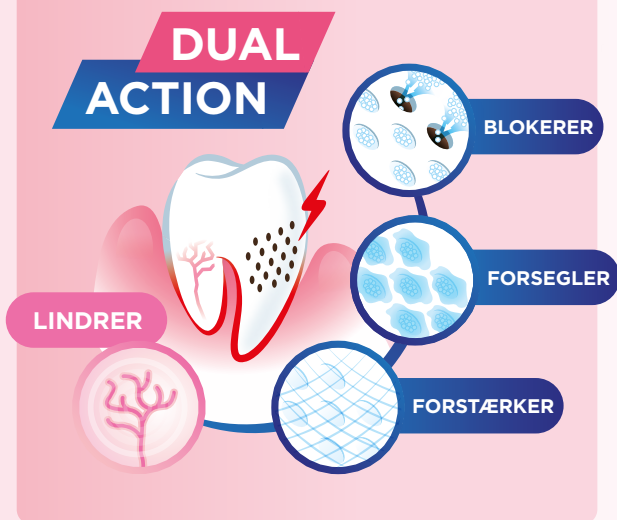 DUAL
ACTION
BLOKERER
FORSEGLER
LINDRER
FORSTÆRKER